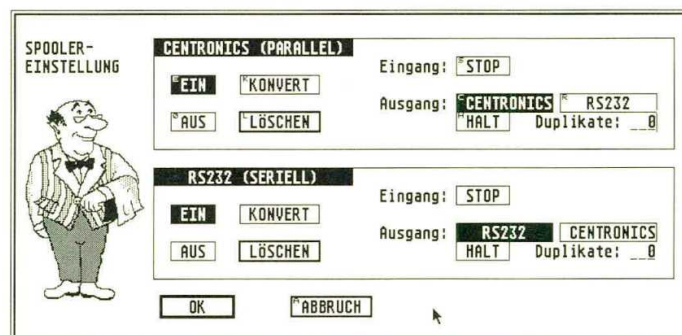 SPOOLER-
EINSTELLUNG
CENTRONICS (PARALLEL)
EIN KONVERT
AUS LÖSCHEN
Eingang: STOP
Ausgang: CENTRONICS RS232
HALT Duplikate: __0
RS232 (SERIELL)
EIN KONVERT
AUS LÖSCHEN
Eingang: STOP
Ausgang: RS232 CENTRONICS
HALT Duplikate: __0
OK ABBRUCH